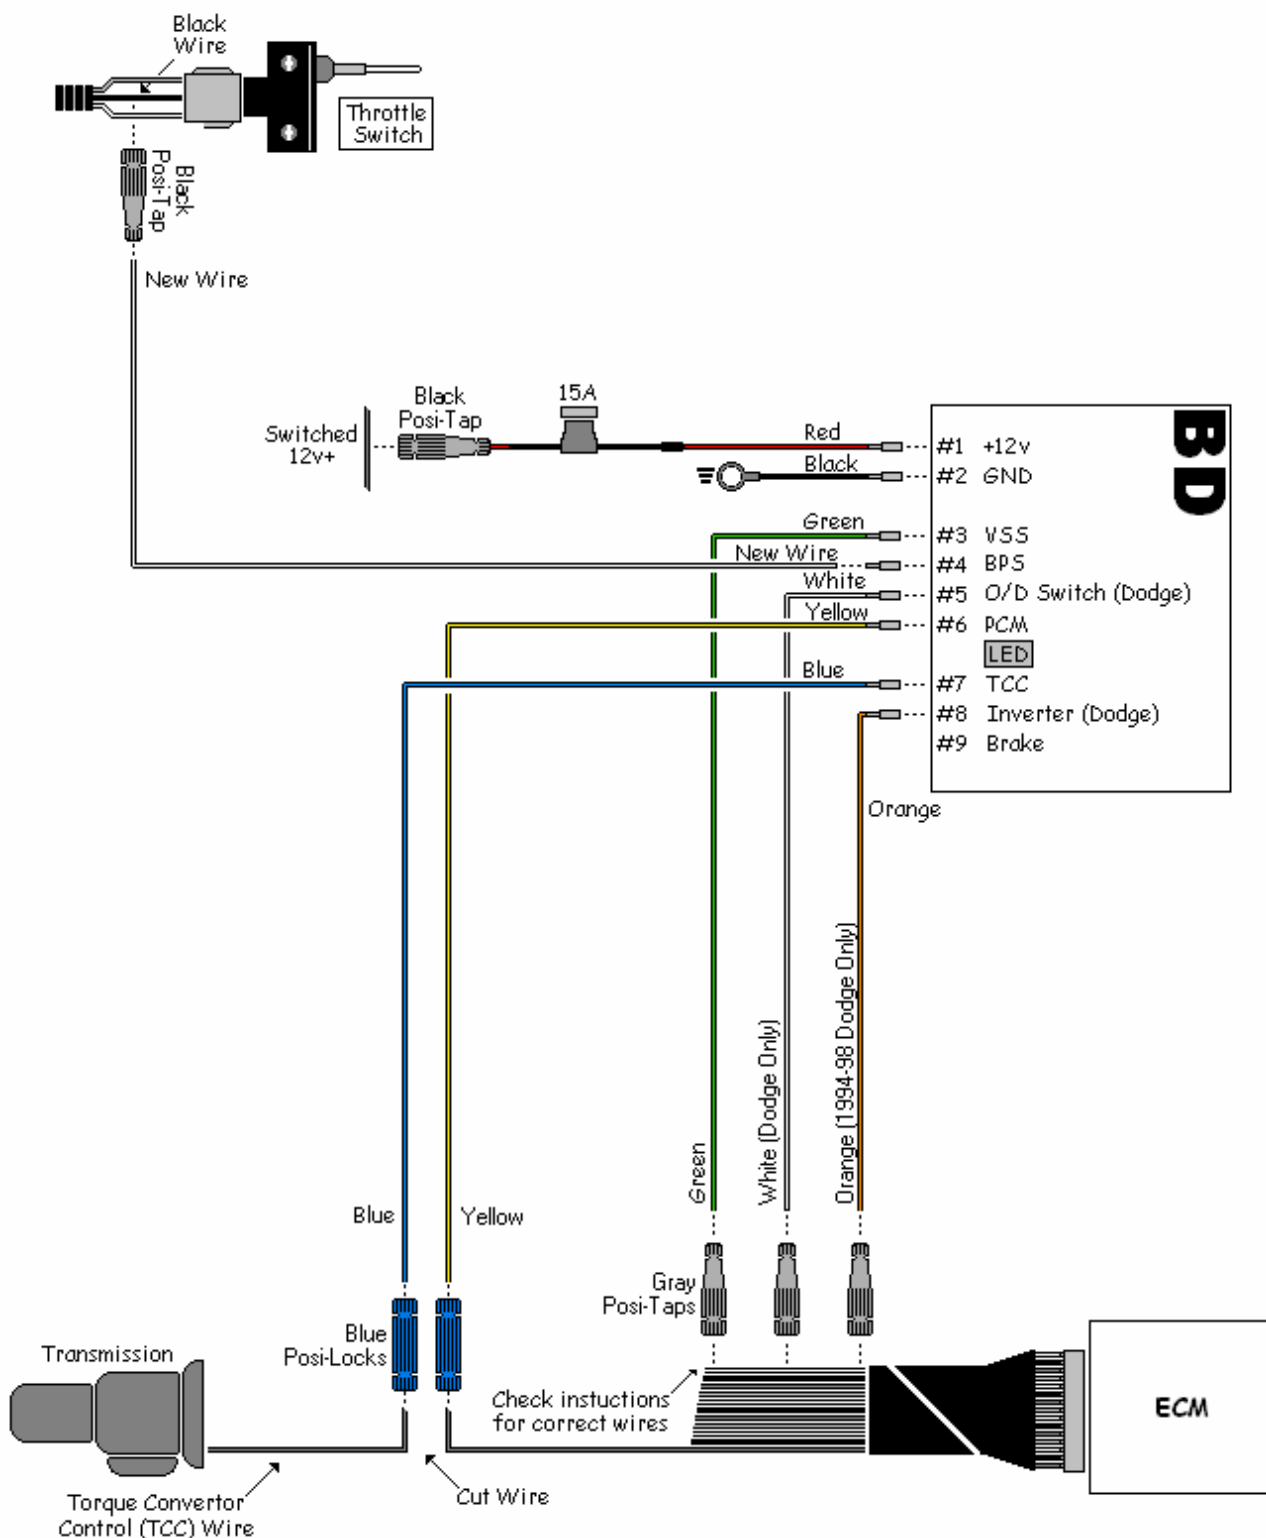 Black
Wire
Throttle
Switch
Black
Posi-Tap
New Wire
Black
Posi-Tap
15A
Switched
12v+
Red
Black
Green
New Wire
White
Yellow
Blue
BD
#1 +12v
#2 GND
#3 VSS
#4 BPS
#5 O/D Switch (Dodge)
#6 PCM
LED
#7 TCC
#8 Inverter (Dodge)
#9 Brake
Orange
Green
White (Dodge Only)
Orange (1994-98 Dodge Only)
Blue
Yellow
Gray
Posi-Taps
Blue
Posi-Locks
Transmission
Check instuctions
for correct wires
ECM
Cut Wire
Torque Convertor
Control (TCC) Wire